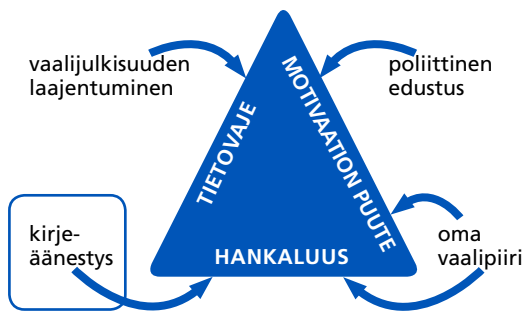 vaalijulkisuuden
laajentuminen
poliittinen
edustus
TIETOVAJE
MOTIVAATION PUUTE
HANKALUUS
kirje-
äänestys
oma
vaalipiiri